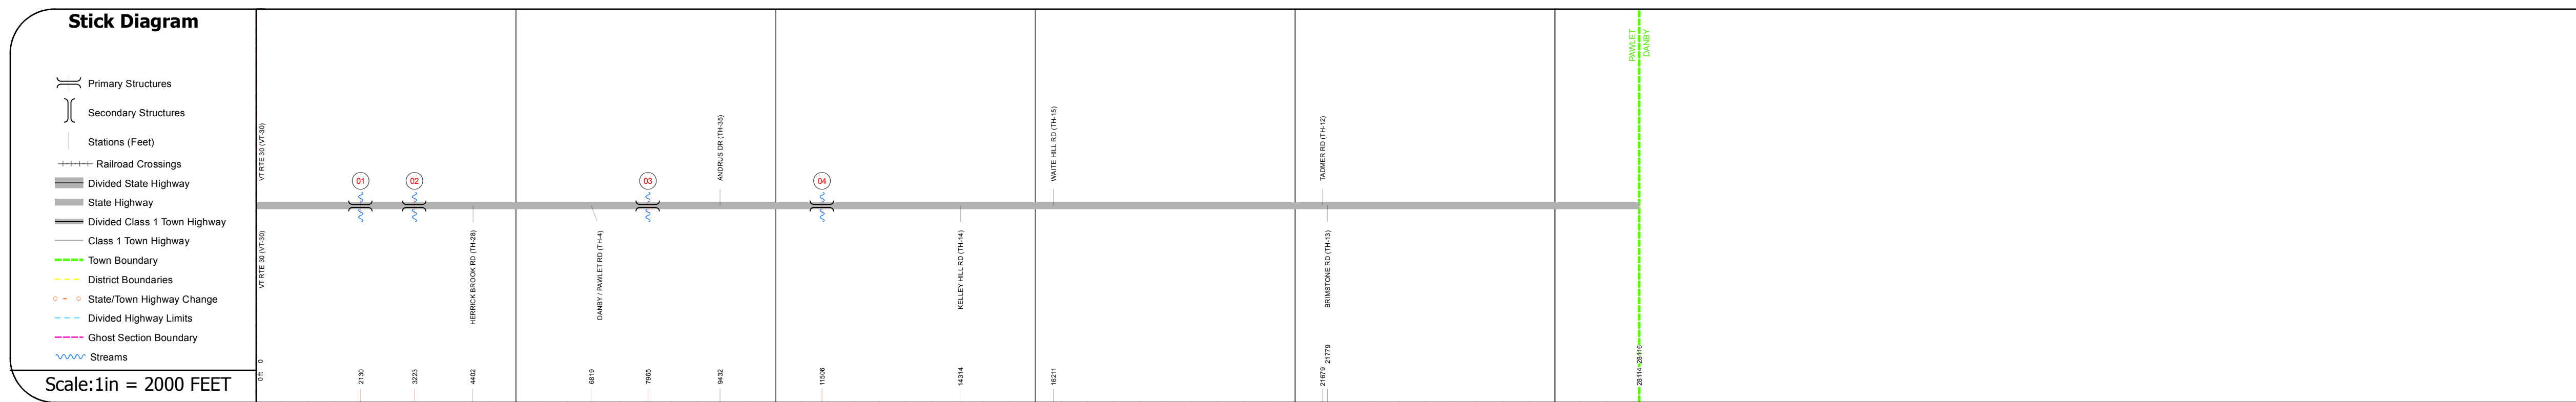 Stick Diagram
Primary Structures
Secondary Structures
Stations (Feet)
Railroad Crossings
Divided State Highway
State Highway
Divided Class 1 Town Highway
Class 1 Town Highway
Town Boundary
District Boundaries
State/Town Highway Change
Divided Highway Limits
Ghost Section Boundary
Streams
Scale:1in = 2000 FEET
VT RTE 30 (VT-30)
VT RTE 30 (VT-30)
01
02
HERRICK BROOK RD (TH-28)
DANBY / PAWLET RD (TH-4)
03
ANDRUS DR (TH-35)
04
KELLEY HILL RD (TH-14)
WAITE HILL RD (TH-15)
TADMER RD (TH-12)
BRIMSTONE RD (TH-13)
PAWLET
DANBY
0 ft
0
2130
3223
4402
6819
7965
9432
11506
14314
16211
21679
21779
28114
28116